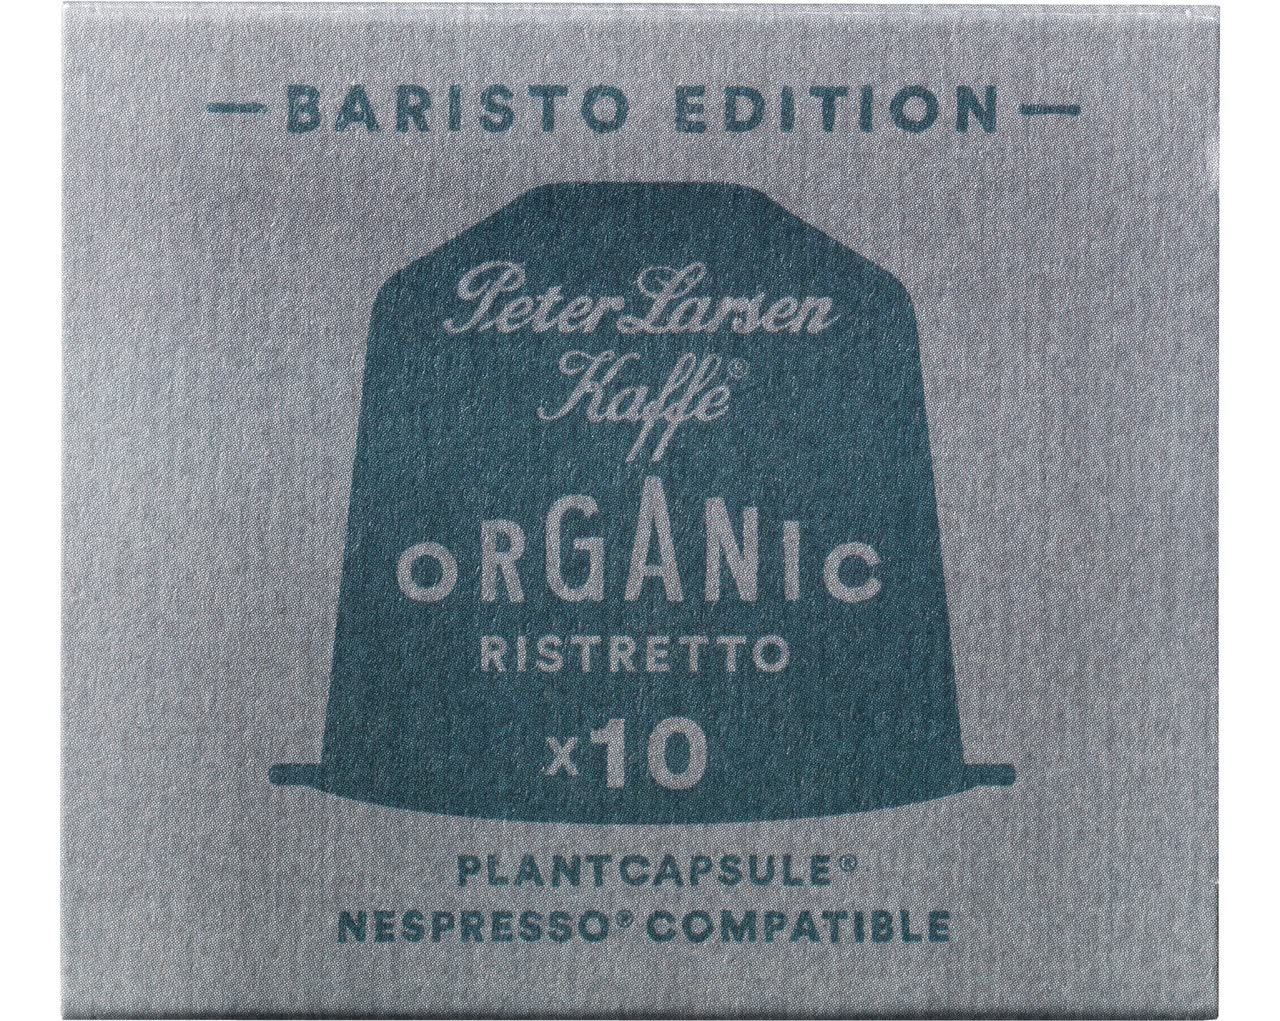 BARISTO EDITION
Peter Larsen
Kaffe®
ORGANIC
RISTRETTO
x10
PLANTCAPSULE®
NESPRESSO® COMPATIBLE